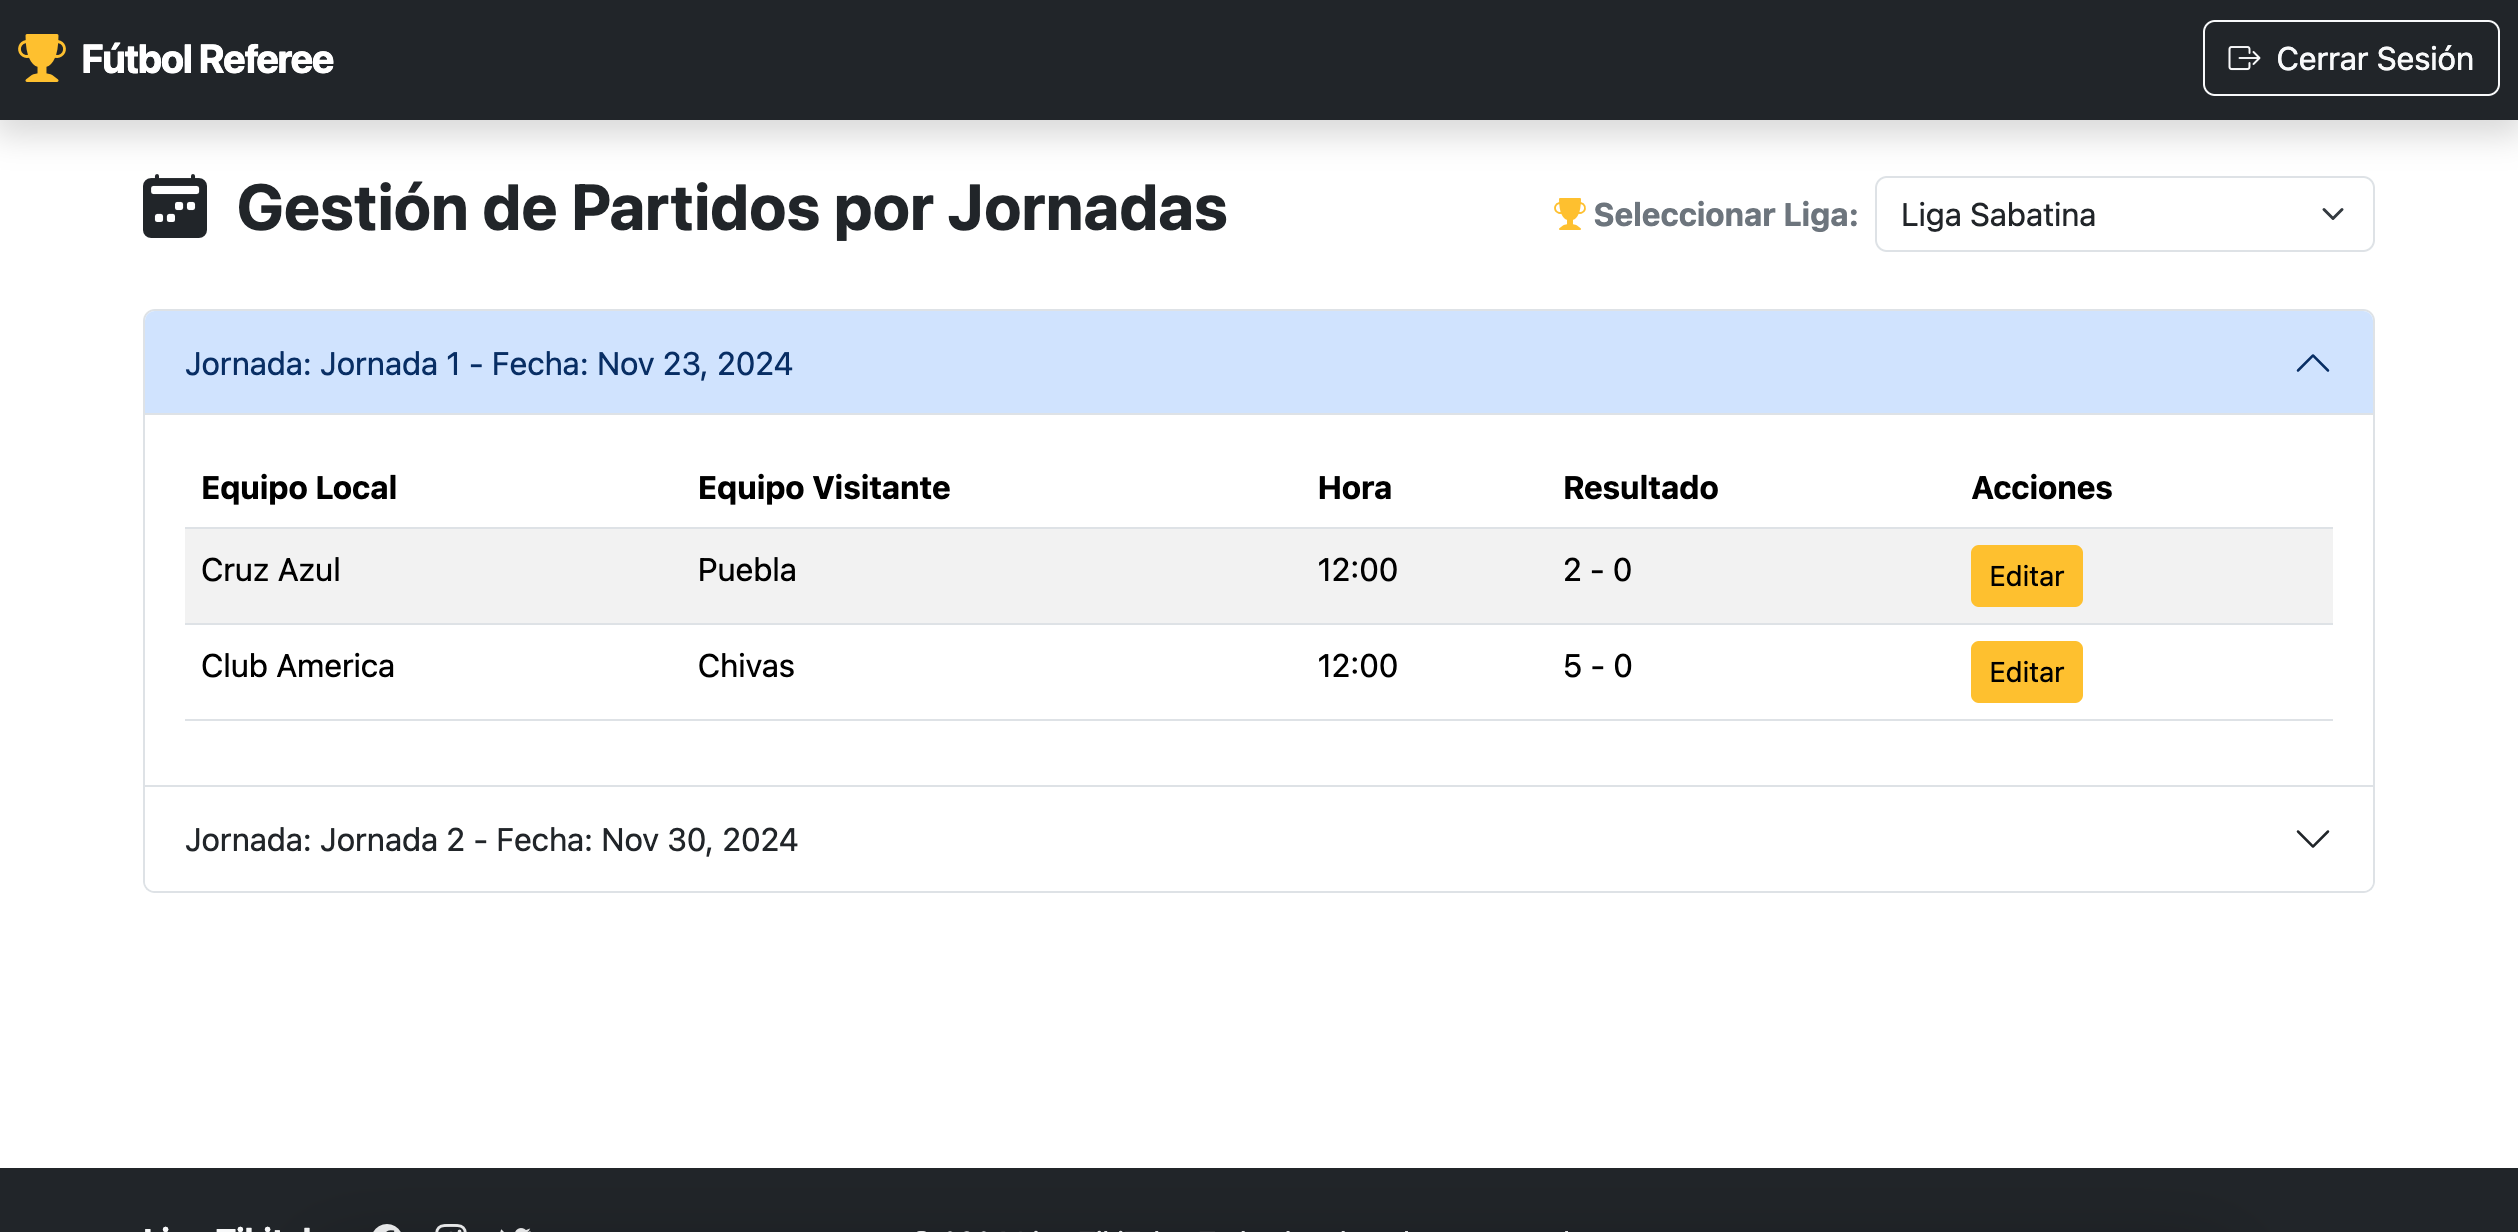 Fútbol Referee
Cerrar Sesión
Gestión de Partidos por Jornadas
Seleccionar Liga:
Liga Sabatina
Jornada: Jornada 1 - Fecha: Nov 23, 2024
Equipo Local Equipo Visitante Hora Resultado Acciones
Cruz Azul Puebla 12:00 2 - 0 Editar
Club America Chivas 12:00 5 - 0 Editar
Jornada: Jornada 2 - Fecha: Nov 30, 2024